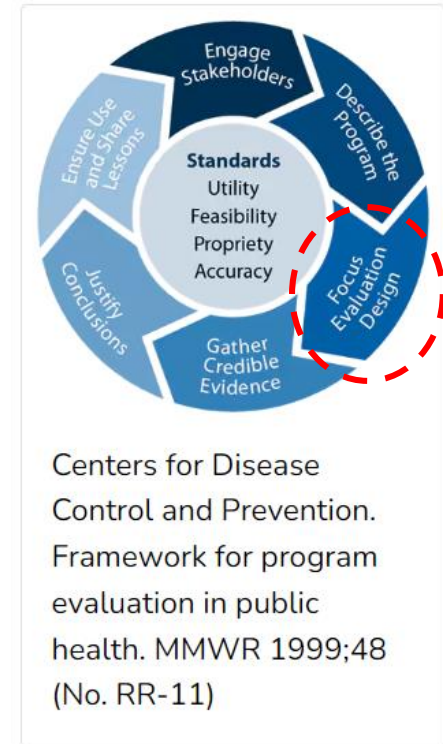 Engage
Stakeholders
Describe the
Program
Focus
Evaluation
Design
Gather
Credible
Evidence
Justify
Conclusions
Ensure Use
and Share
Lessons
Standards
Utility
Feasibility
Propriety
Accuracy
Centers for Disease
Control and Prevention.
Framework for program
evaluation in public
health. MMWR 1999;48
(No. RR-11)